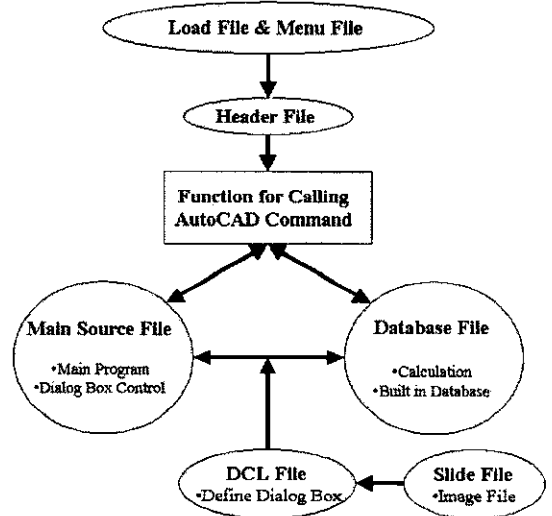 Load File & Menu File
Header File
Function for Calling
AutoCAD Command
Main Source File
•Main Program
•Dialog Box Control
Database File
•Calculation
•Built in Database
DCL File
•Define Dialog Box
Slide File
•Image File